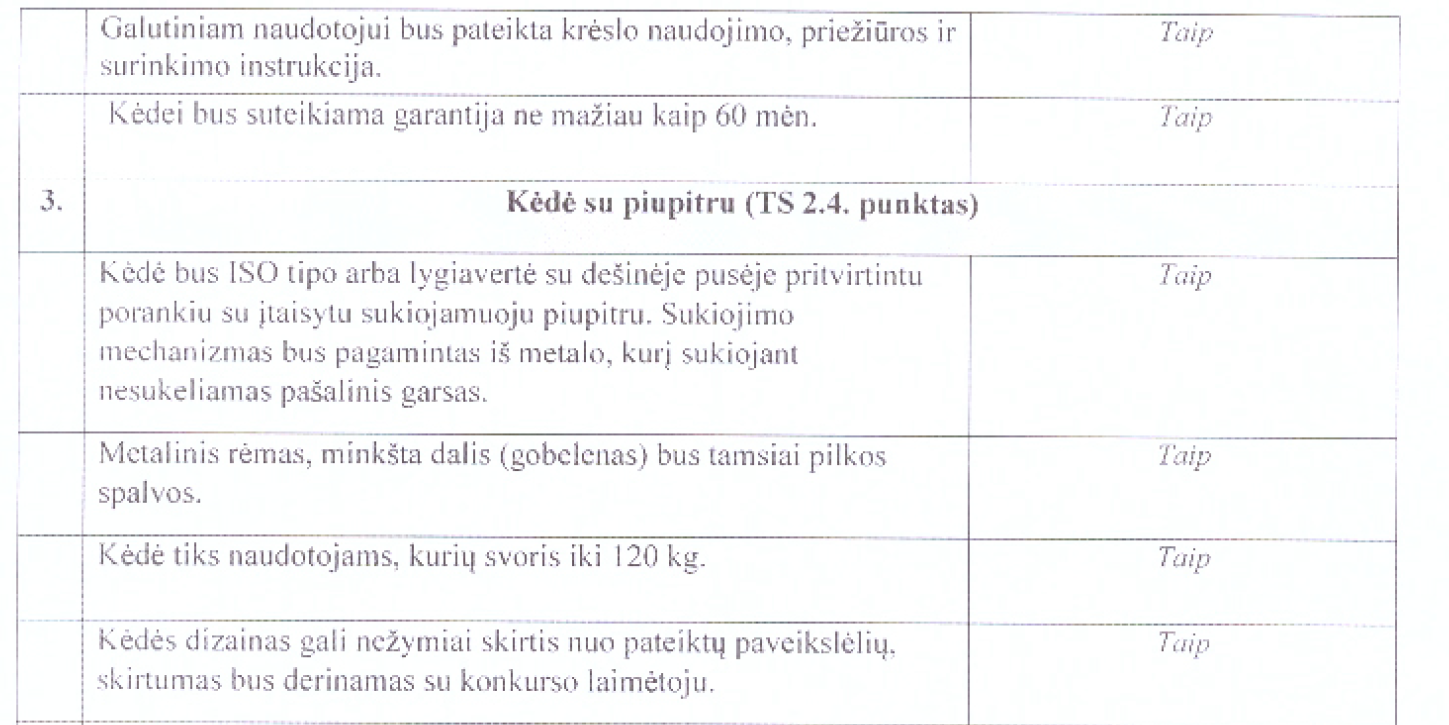 Galutiniam naudotojui bus pateikta krėslo naudojimo, priežiūros ir
Taip
surinkimo instrukcija.
Kėdei bus suteikiama garantija ne mažiau kaip 60 mėn.
Taip
3.
Kėdė su piupitru (TS 2.4. punktas)
Kėdė bus ISO tipo arba lygiavertė su dešinėje pusėje pritvirtintu
Taip
porankiu su įtaisytu sukiojamuoju piupitru. Sukiojimo
mechanizmas bus pagamintas iš metalo, kurį sukiojant
nesukeliamas pašalinis garsas.
Metalinis rėmas, minkšta dalis (gobelenas) bus tamsiai pilkos
Taip
spalvos.
Kėdė tiks naudotojams, kurių svoris iki 120 kg.
Taip
Kėdės dizainas gali nežymiai skirtis nuo pateiktų paveikslėlių,
Taip
skirtumas bus derinamas su konkurso laimėtoju.